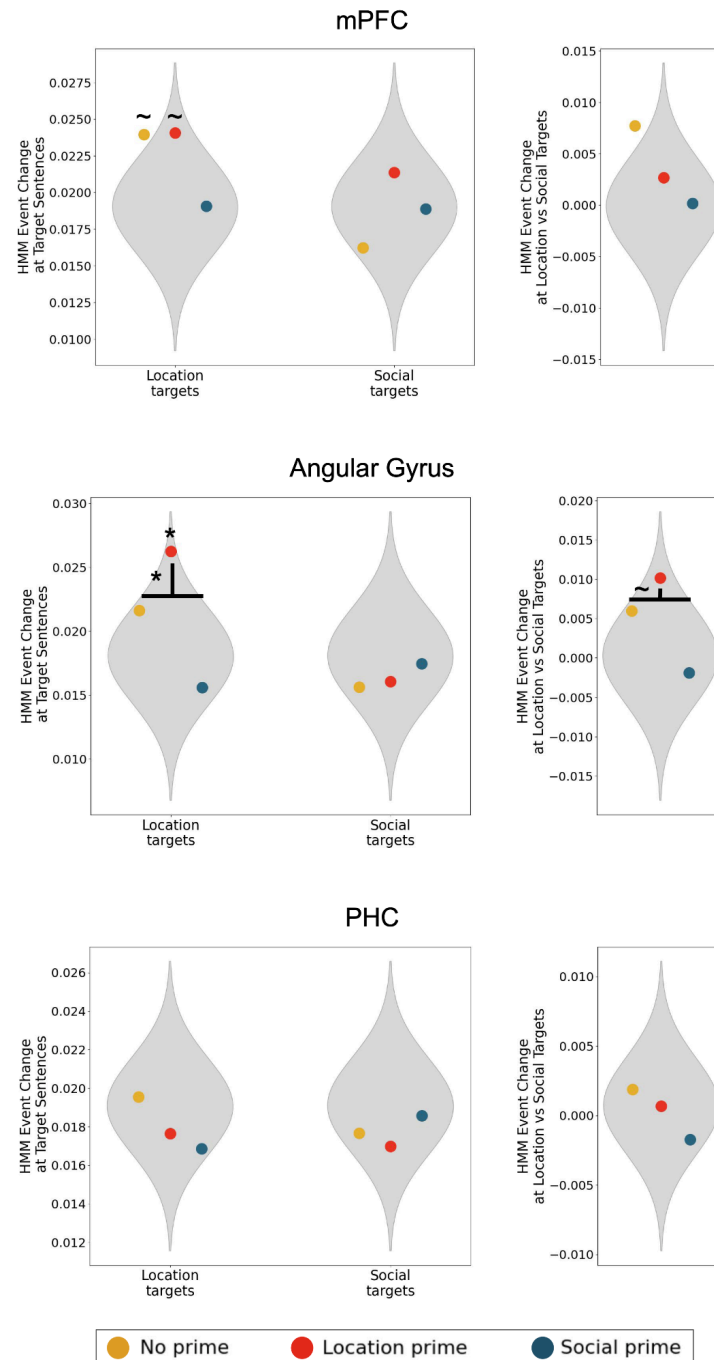 mPFC
HMM Event Change
at Target Sentences
0.0275
0.0250
0.0225
0.0200
0.0175
0.0150
0.0125
0.0100
~ ~
Location
targets
Social
targets
HMM Event Change
at Location vs Social Targets
0.015
0.010
0.005
0.000
−0.005
−0.010
−0.015
Angular Gyrus
HMM Event Change
at Target Sentences
0.030
0.025
0.020
0.015
0.010
*
*
Location
targets
Social
targets
HMM Event Change
at Location vs Social Targets
0.020
0.015
0.010
0.005
0.000
−0.005
−0.010
−0.015
~
PHC
HMM Event Change
at Target Sentences
0.026
0.024
0.022
0.020
0.018
0.016
0.014
0.012
Location
targets
Social
targets
HMM Event Change
at Location vs Social Targets
0.010
0.005
0.000
−0.005
−0.010
No prime Location prime Social prime